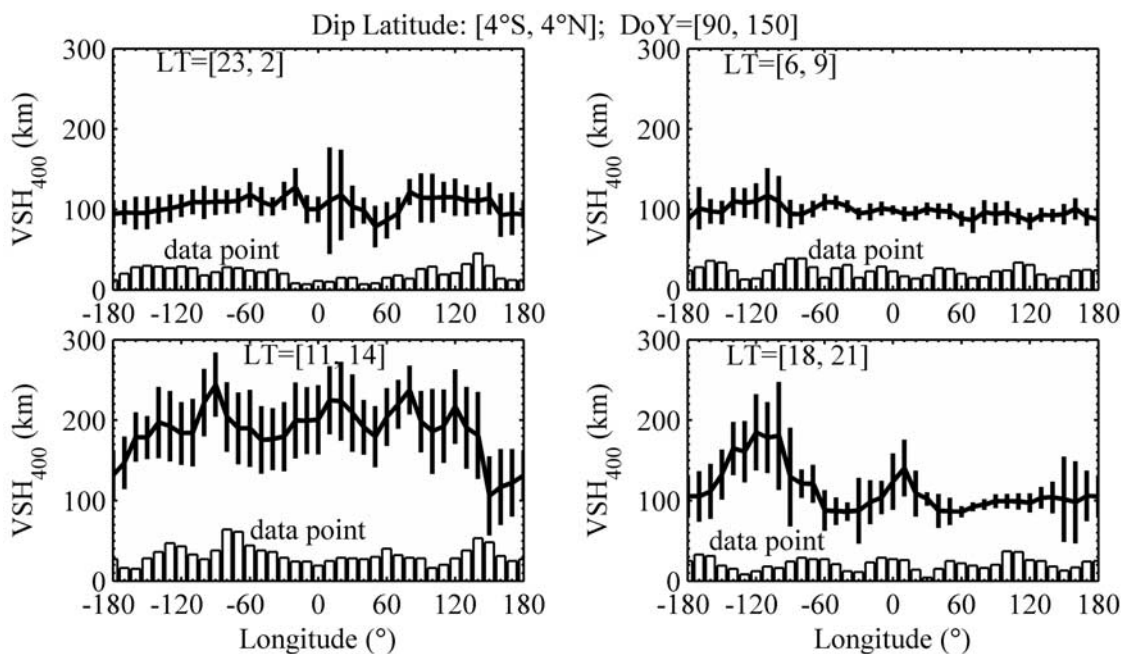 Dip Latitude: [4°S, 4°N]; DoY=[90, 150]
300
200
100
0
VSH400 (km)
LT=[23, 2]
data point
-180 -120 -60 0 60 120 180
300
200
100
0
VSH400 (km)
LT=[6, 9]
data point
-180 -120 -60 0 60 120 180
300
200
100
0
VSH400 (km)
LT=[11, 14]
data point
-180 -120 -60 0 60 120 180
Longitude (°)
300
200
100
0
VSH400 (km)
LT=[18, 21]
data point
-180 -120 -60 0 60 120 180
Longitude (°)